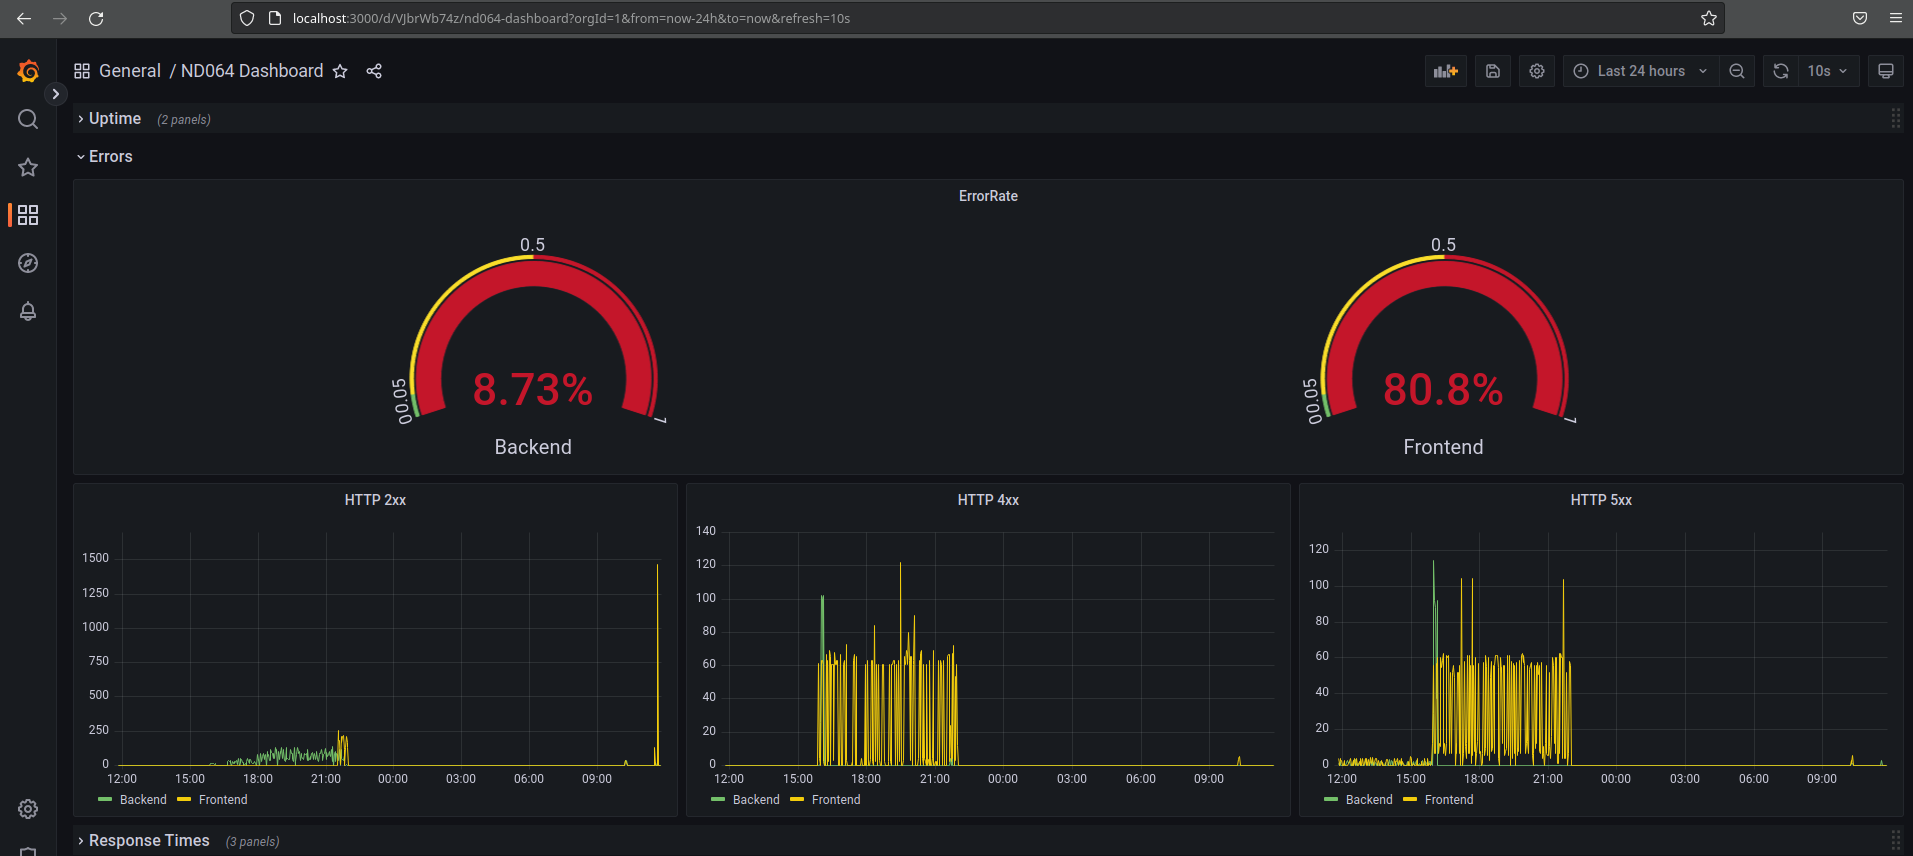 localhost:3000/d/VJbrWb74z/nd064-dashboard?orgId=1&from=now-24h&to=now&refresh=10s
General / ND064 Dashboard
Last 24 hours
10s
Uptime (2 panels)
Errors
ErrorRate
0.5
0
0.05
1
8.73%
Backend
0.5
0
0.05
1
80.8%
Frontend
HTTP 2xx
1500
1250
1000
750
500
250
0
12:00 15:00 18:00 21:00 00:00 03:00 06:00 09:00
Backend Frontend
HTTP 4xx
140
120
100
80
60
40
20
0
12:00 15:00 18:00 21:00 00:00 03:00 06:00 09:00
Backend Frontend
HTTP 5xx
120
100
80
60
40
20
0
12:00 15:00 18:00 21:00 00:00 03:00 06:00 09:00
Backend Frontend
Response Times (3 panels)